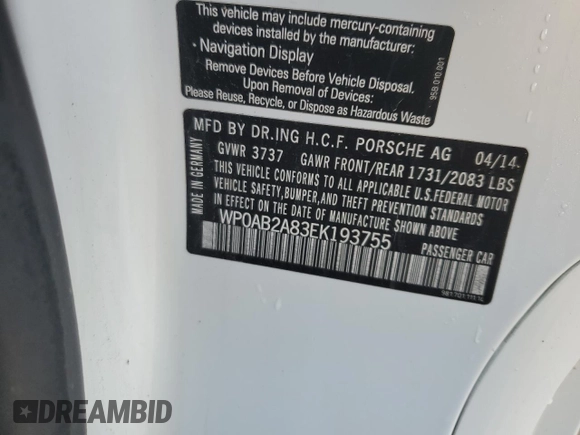 This vehicle may include mercury-containing
devices installed by the manufacturer:
· Navigation Display
Remove Devices Before Vehicle Disposal.
Upon Removal of Devices:
Please Reuse, Recycle, or Dispose as Hazardous Waste
95B.010.001
MFD BY DR.ING H.C.F. PORSCHE AG 04/14
GVWR 3737 GAWR FRONT/REAR 1731/2083 LBS
THIS VEHICLE CONFORMS TO ALL APPLICABLE U.S.FEDERAL MOTOR
VEHICLE SAFETY,BUMPER,AND THEFT PREVENTION STANDARDS
IN EFFECT ON THE DATE OF MANUFACTURE SHOWN ABOVE
WP0AB2A83EK193755
PASSENGER CAR
MADE IN GERMANY
DREAMBID